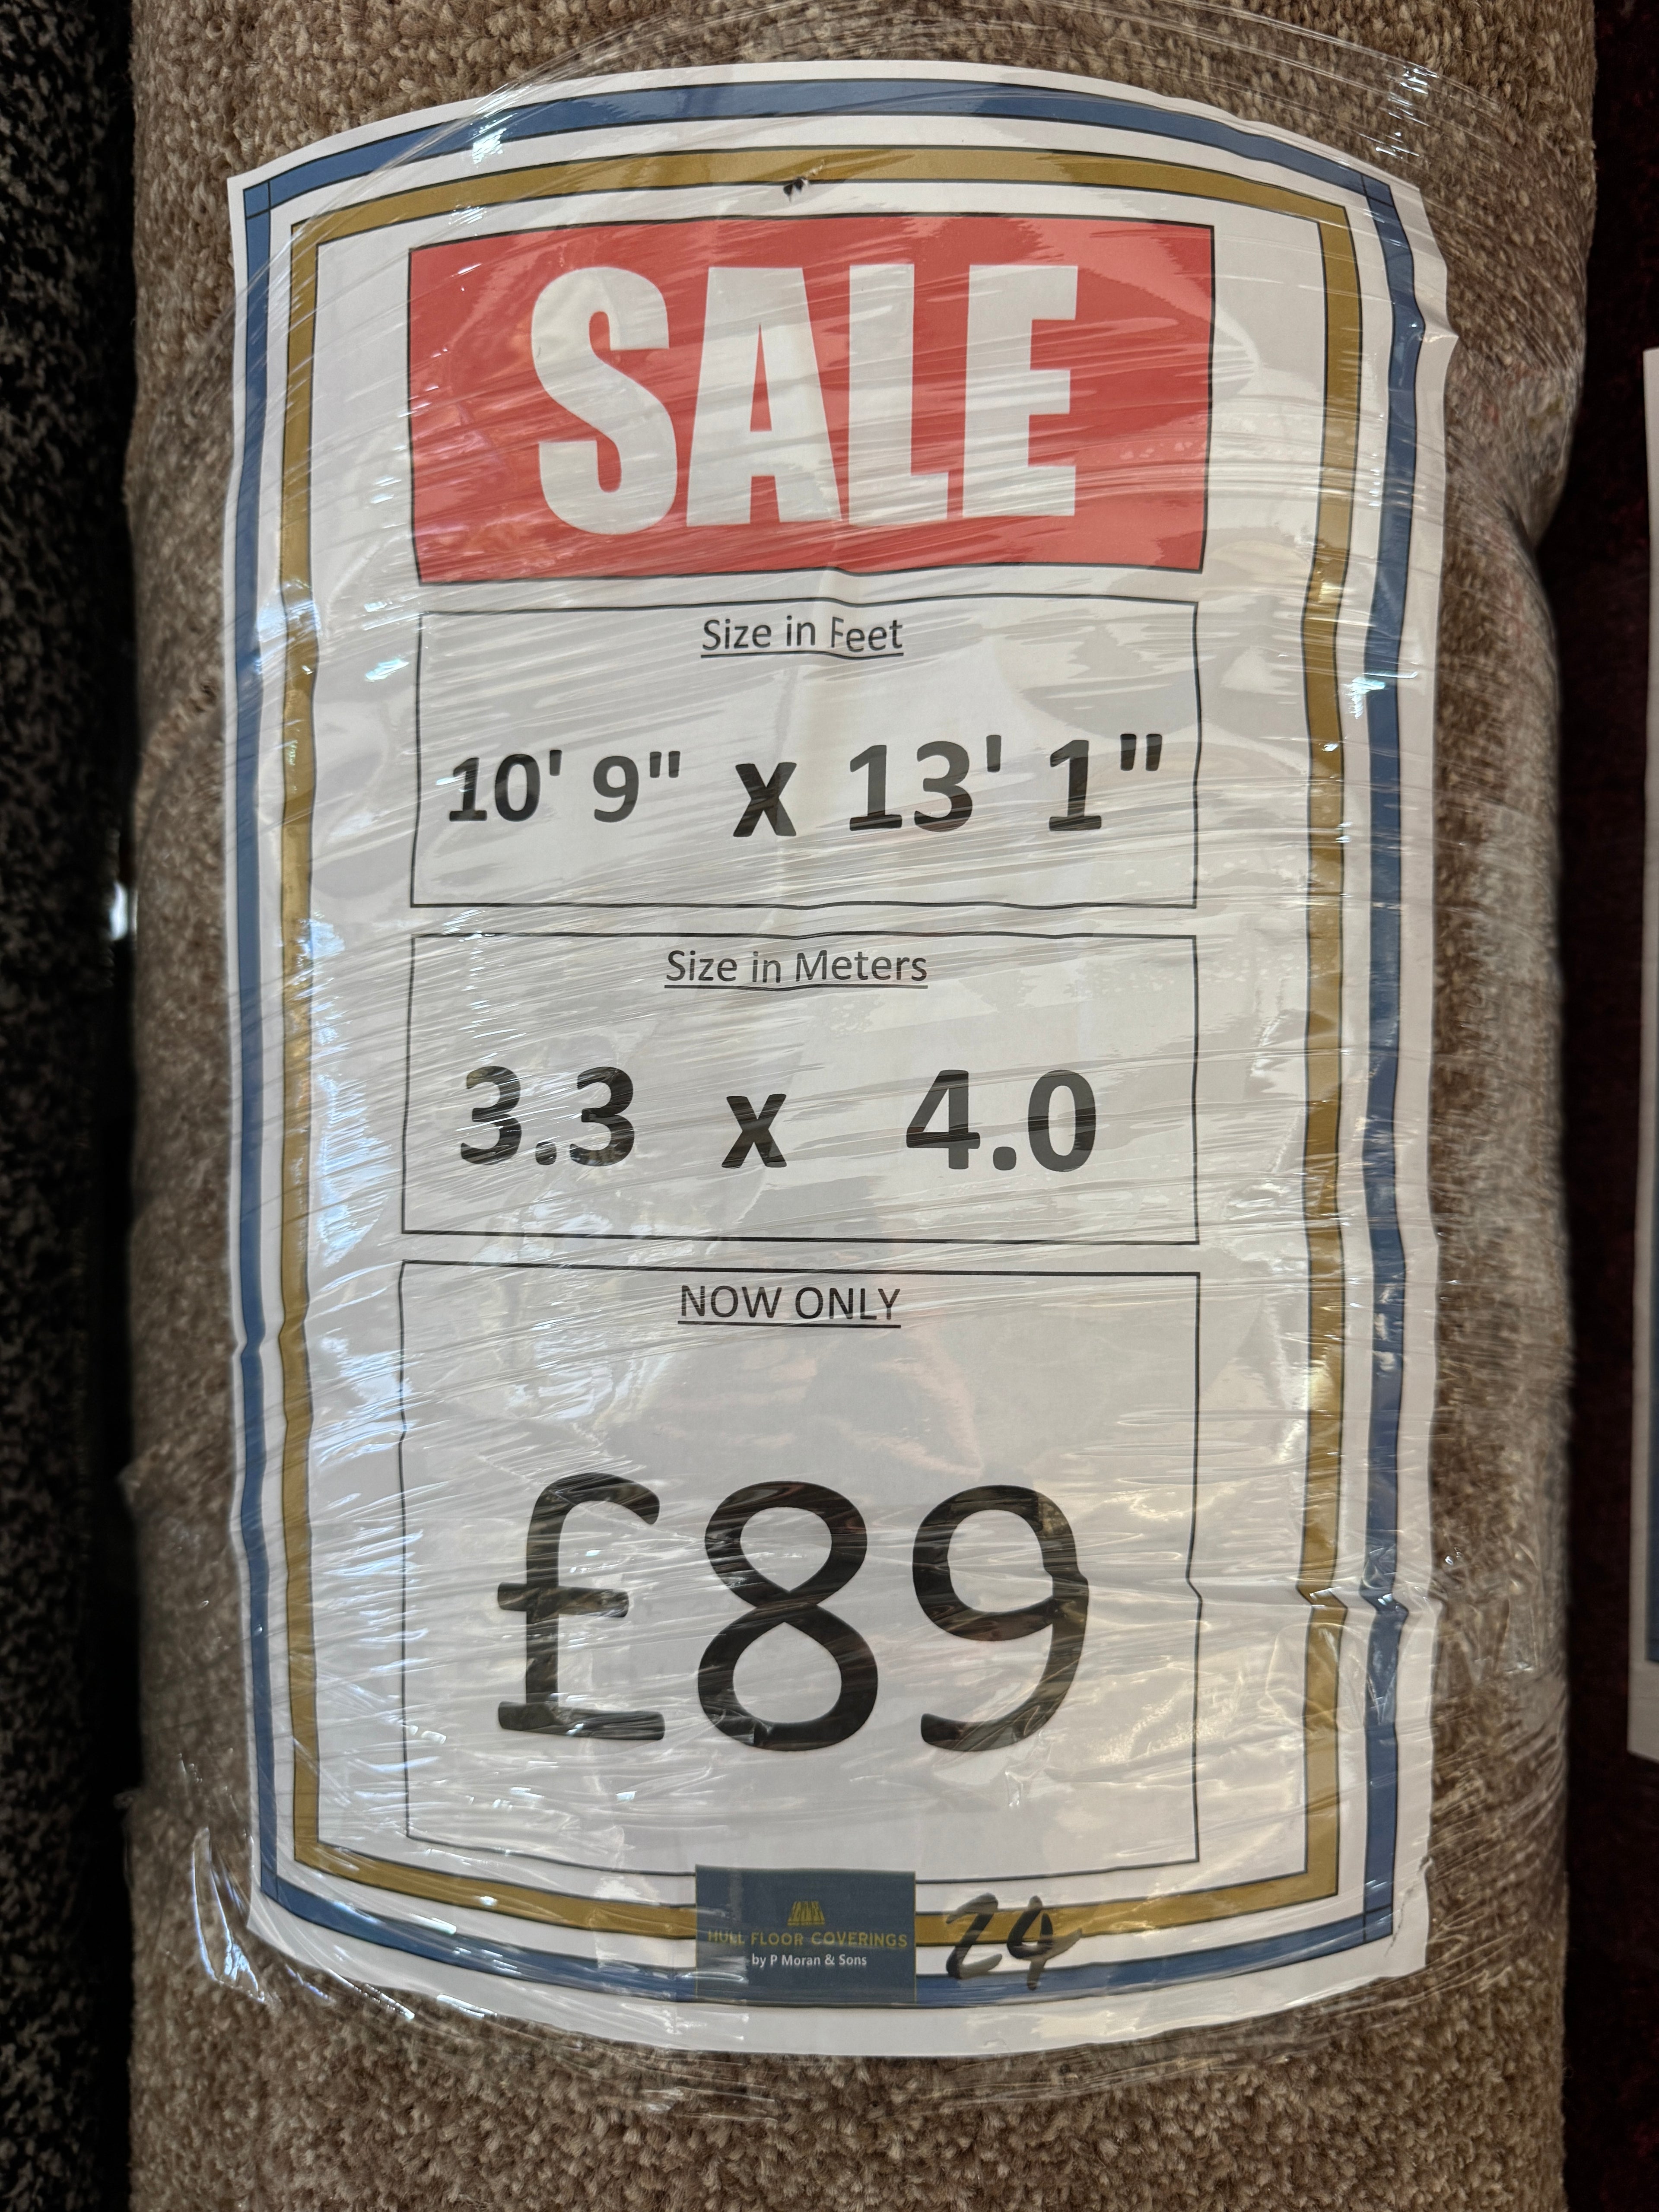 SALE
Size in Feet
10' 9" x 13' 1"
Size in Meters
3.3 x 4.0
NOW ONLY
£89
HULL FLOOR COVERINGS
by P Moran & Sons
24